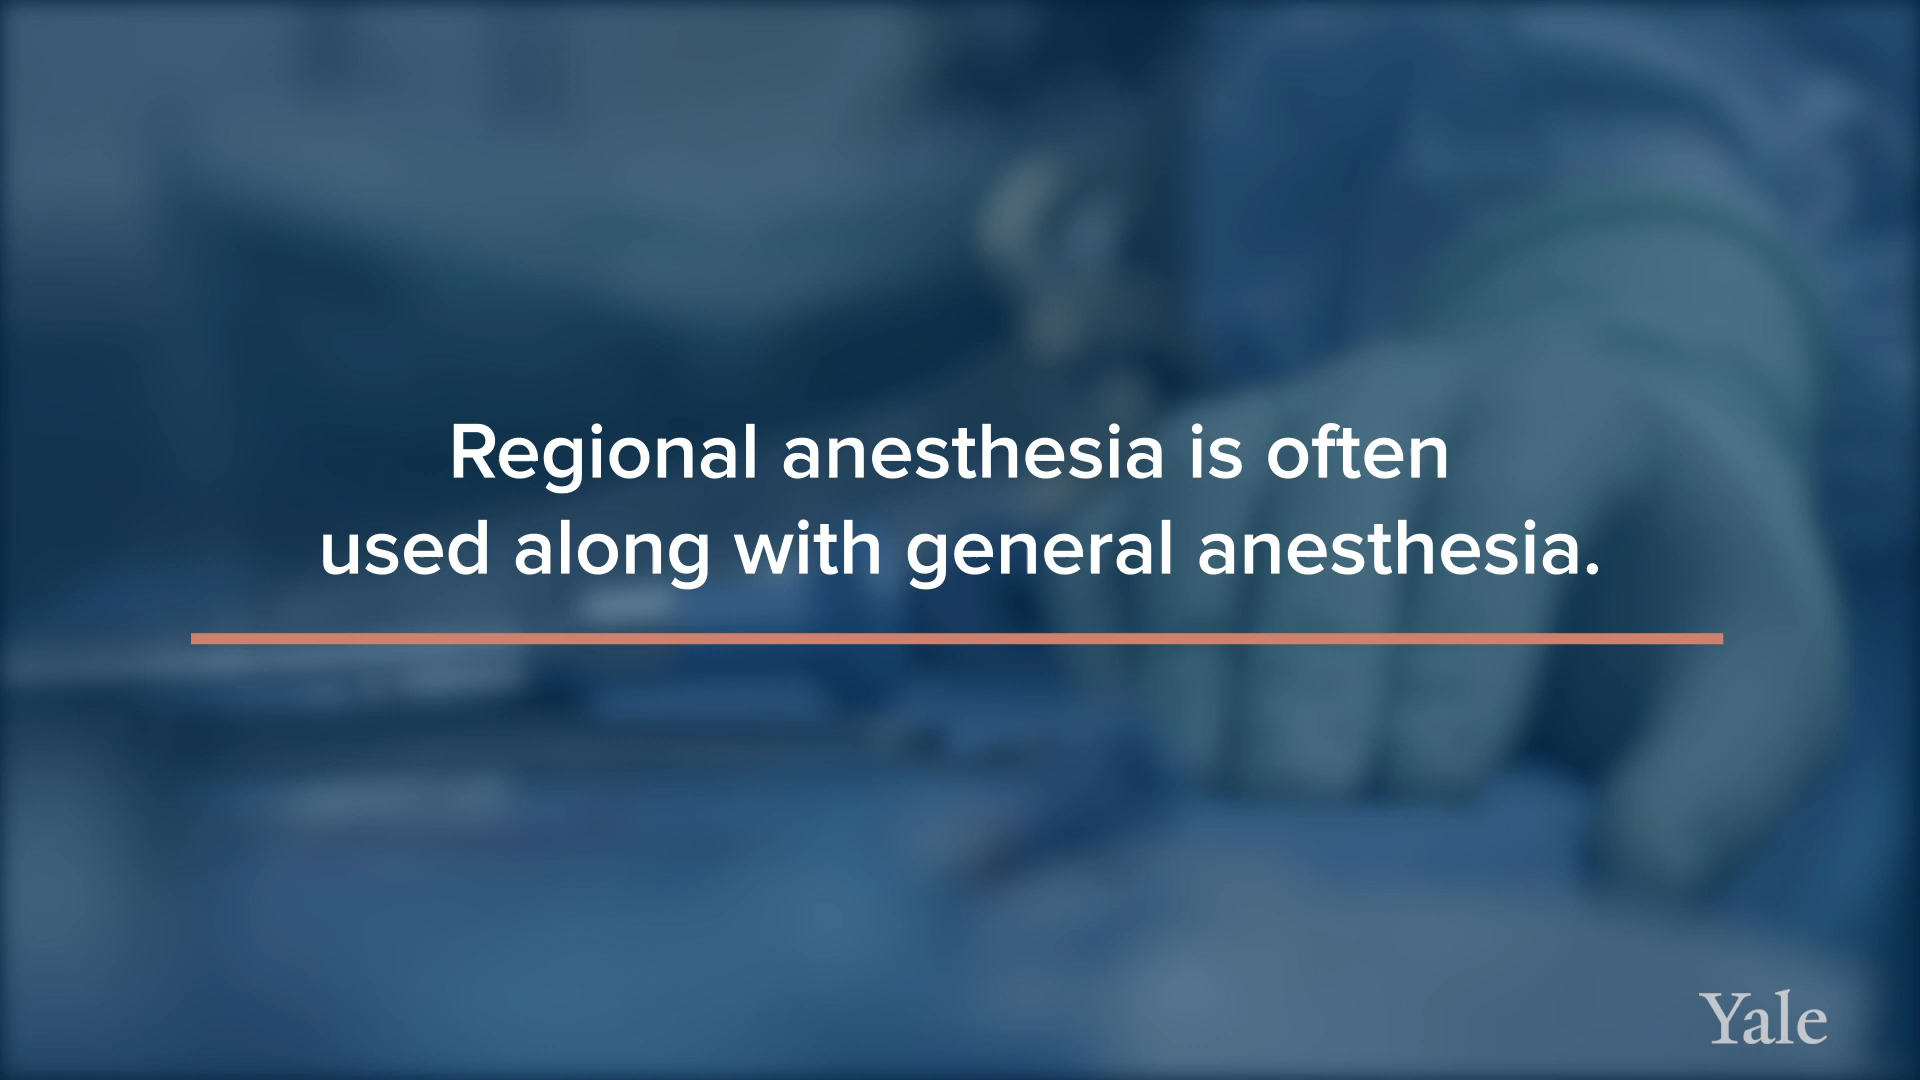 Regional anesthesia is often
used along with general anesthesia.
Yale